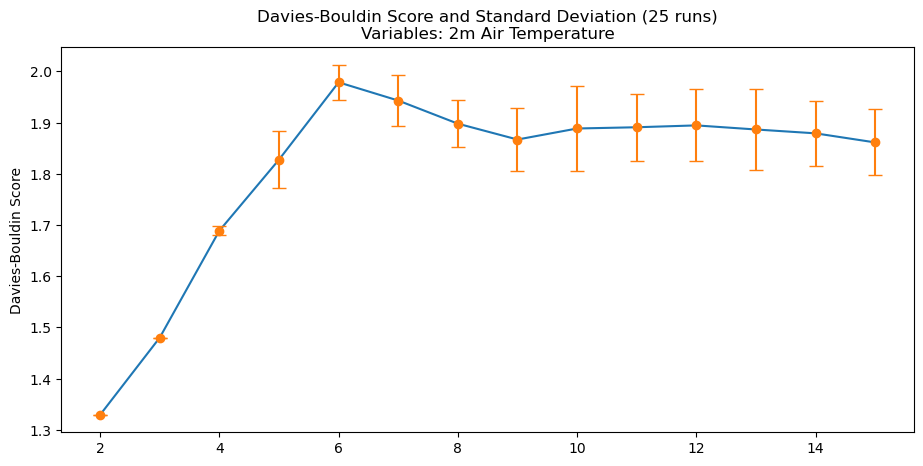 Davies-Bouldin Score and Standard Deviation (25 runs)
Variables: 2m Air Temperature
Davies-Bouldin Score
2.0
1.9
1.8
1.7
1.6
1.5
1.4
1.3
2 4 6 8 10 12 14